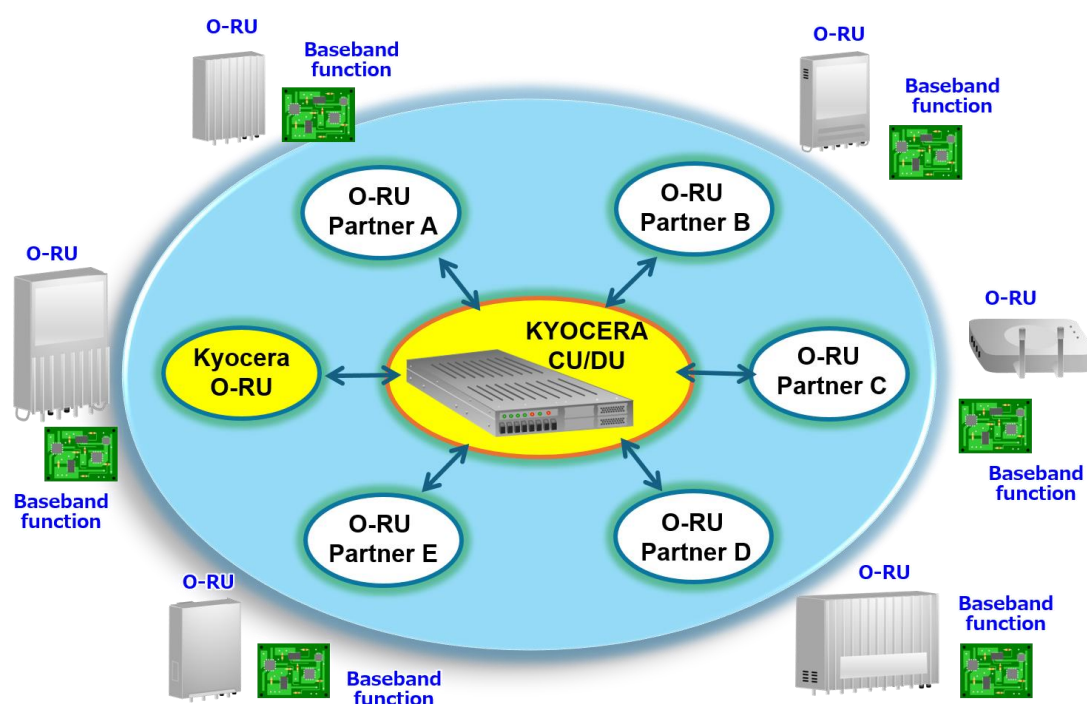 O-RU
Baseband
function
O-RU
Baseband
function
O-RU
Partner A
O-RU
Partner B
O-RU
Kyocera
O-RU
KYOCERA
CU/DU
O-RU
Partner C
O-RU
Baseband
function
Baseband
function
O-RU
Partner E
O-RU
Partner D
O-RU
Baseband
function
O-RU
Baseband
function